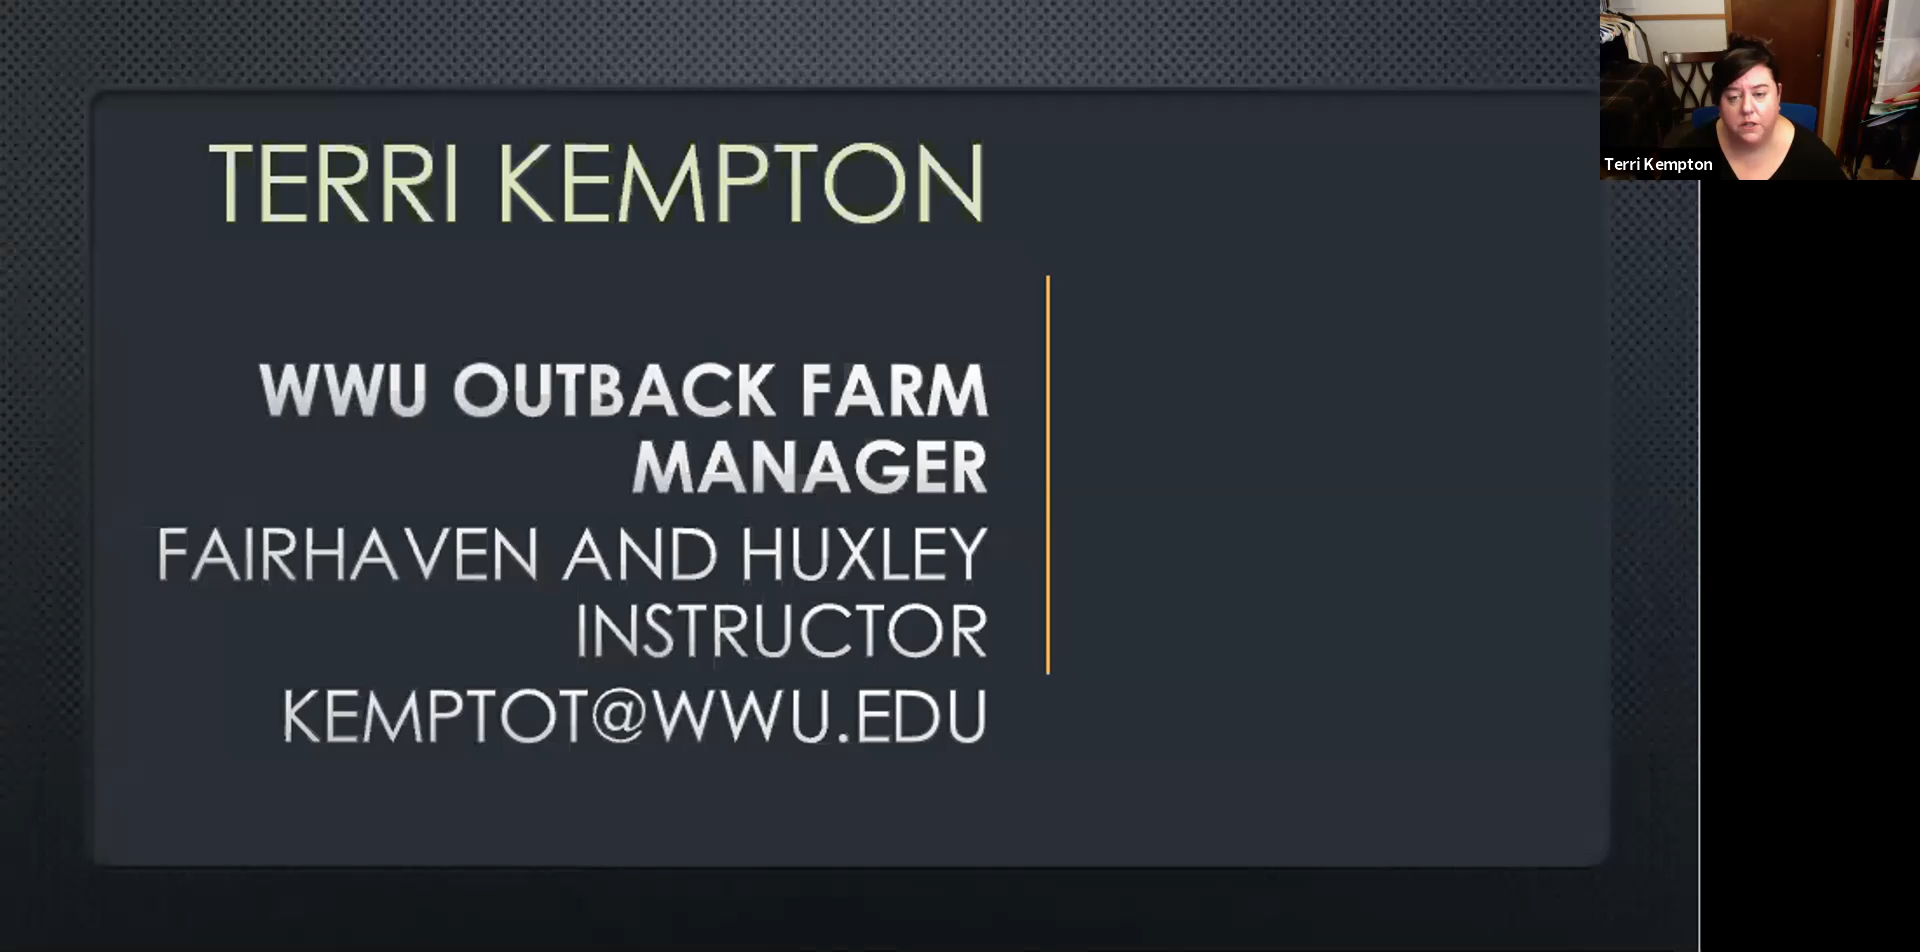 TERRI KEMPTON
WWU OUTBACK FARM
MANAGER
FAIRHAVEN AND HUXLEY
INSTRUCTOR
KEMPTOT@WWU.EDU
Terri Kempton